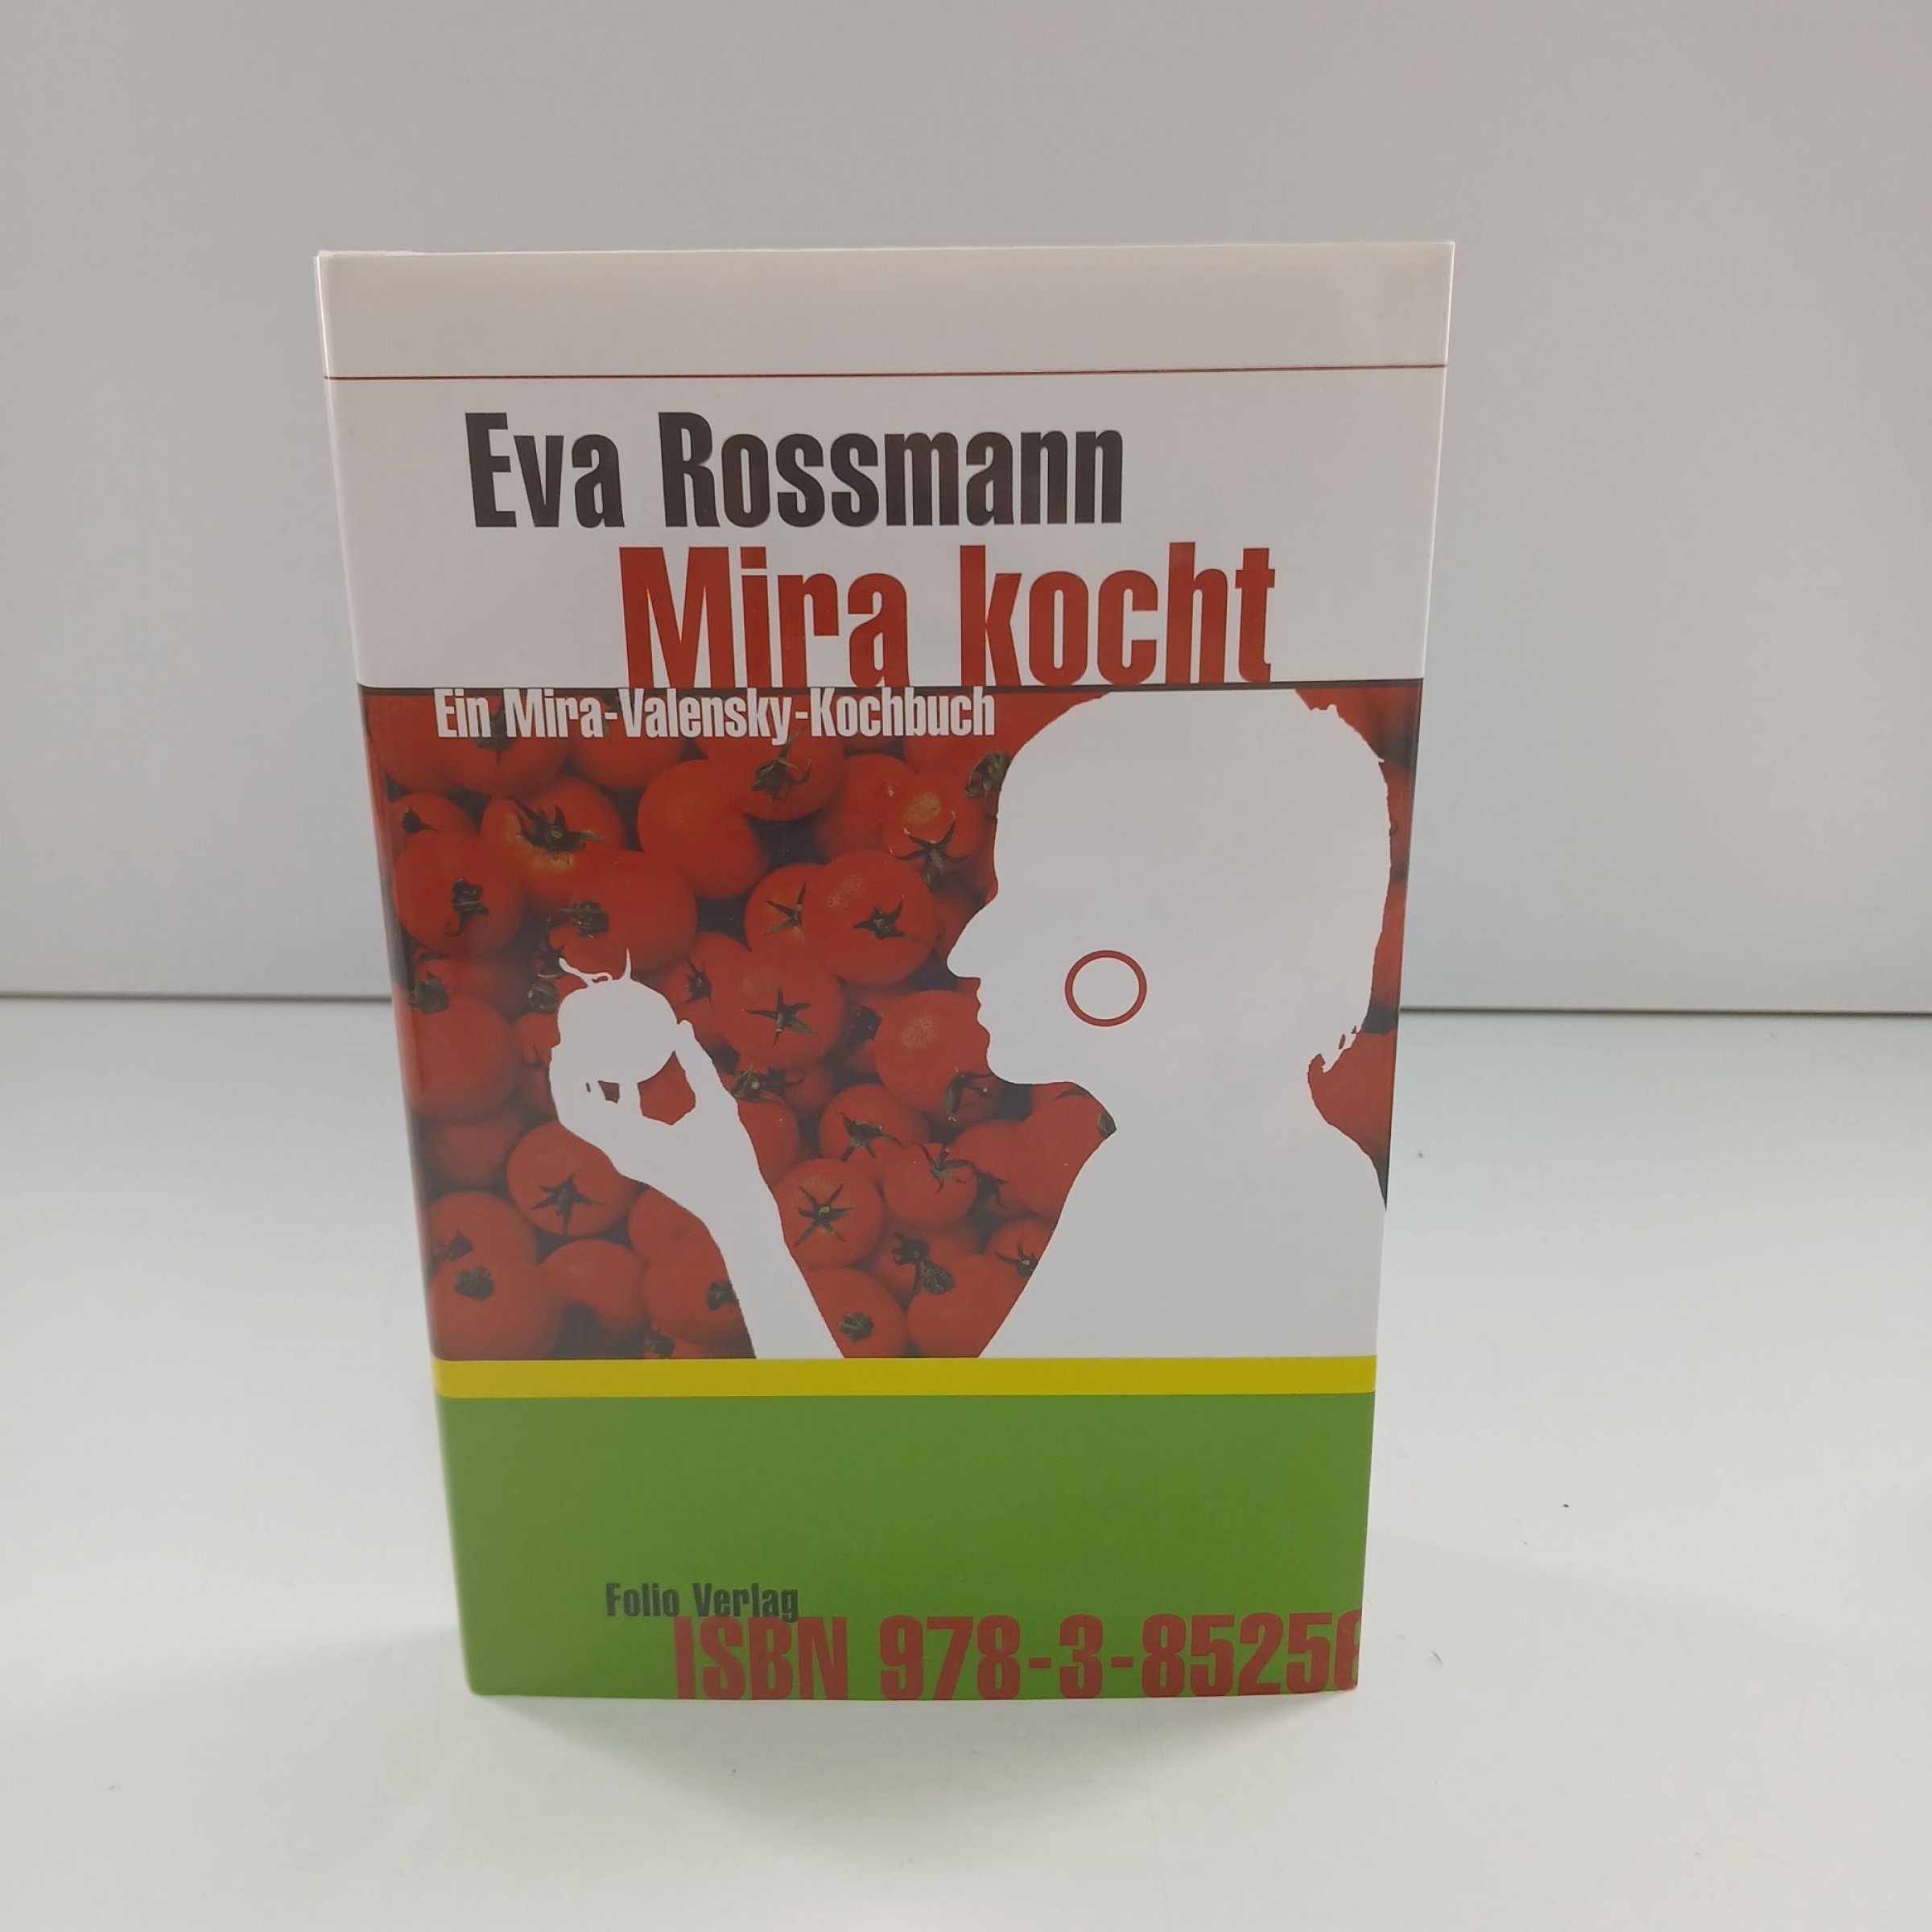 Eva Rossmann
Mira kocht
Ein Mira-Valensky-Kochbuch
Folio Verlag
ISBN 978-3-85256